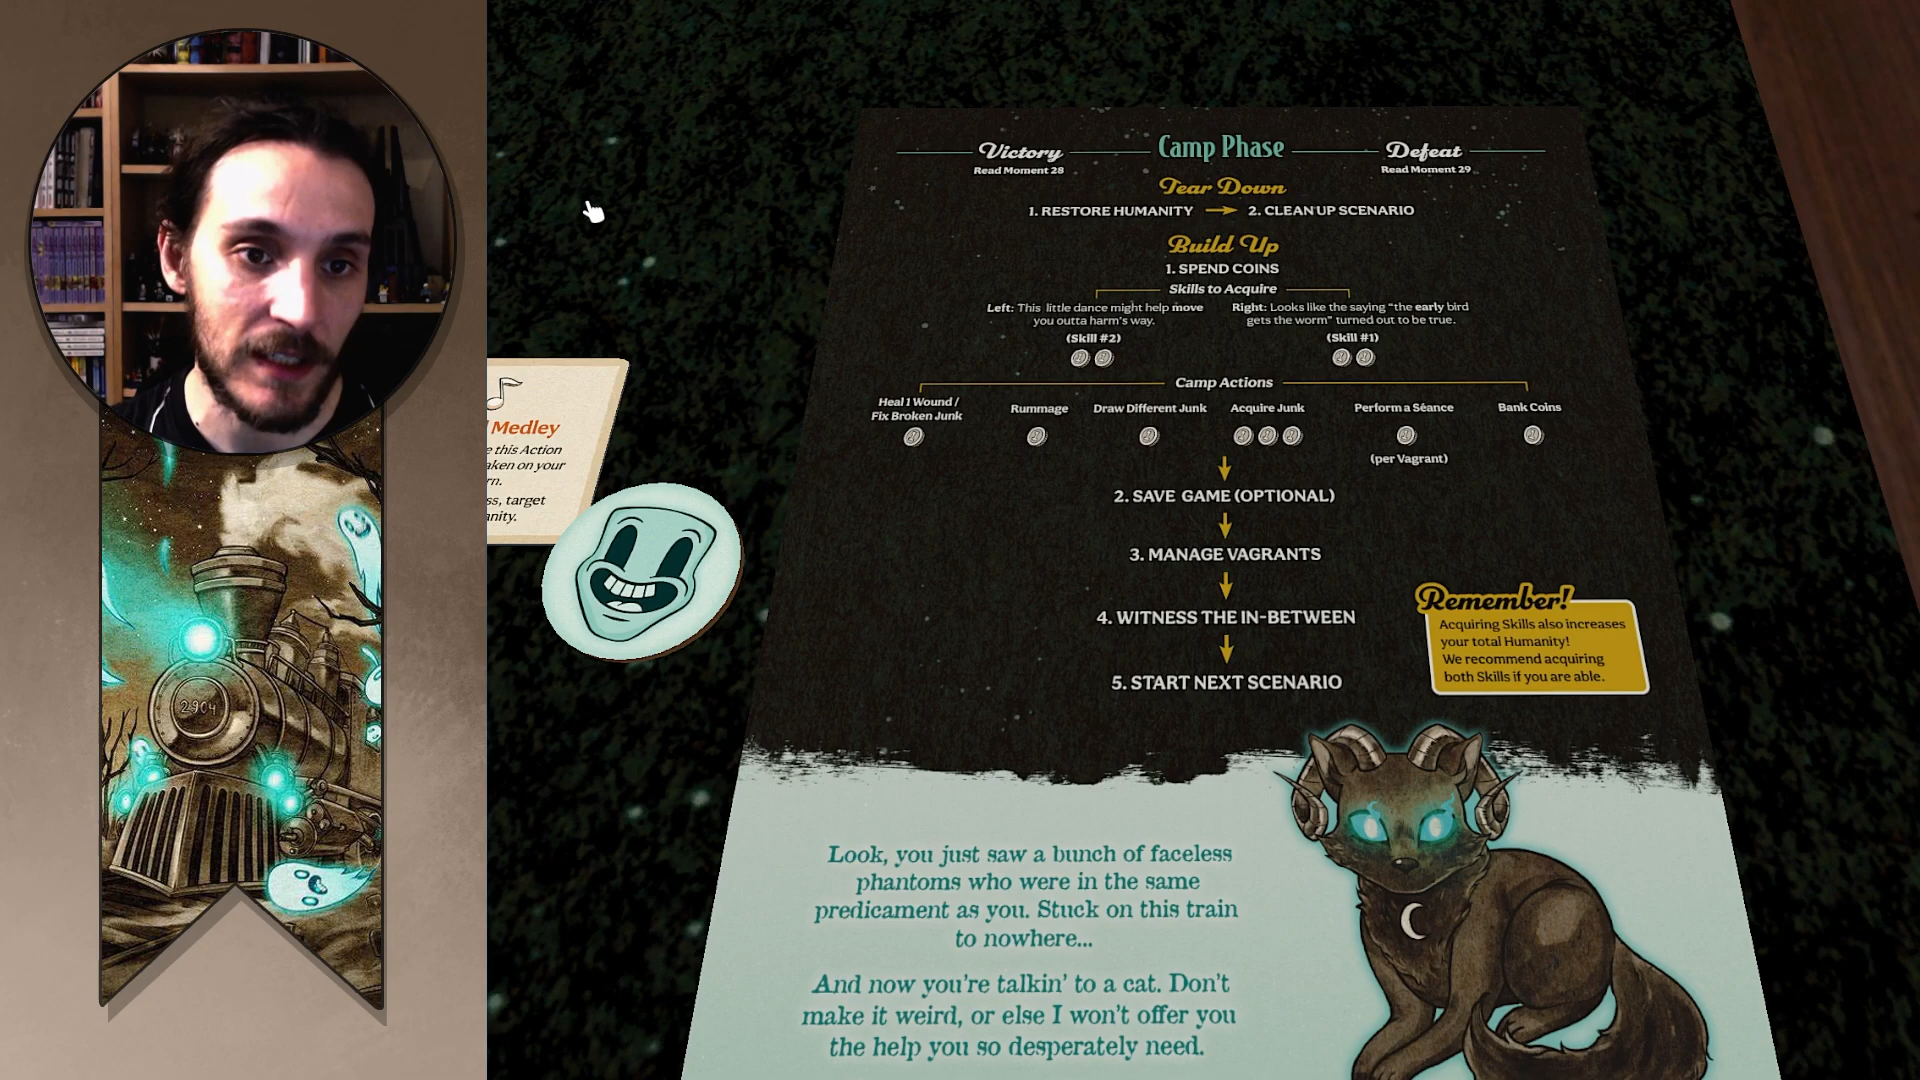 Victory
Camp Phase
Defeat
Read Moment 28
Read Moment 29
Tear Down
1. RESTORE HUMANITY
2. CLEAN UP SCENARIO
Build Up
1. SPEND COINS
Skills to Acquire
Left: This little dance might help move
you outta harm's way.
(Skill #2)
Right: Looks like the saying "the early bird
gets the worm" turned out to be true.
(Skill #1)
Camp Actions
Heal 1 Wound /
Fix Broken Junk
Rummage
Draw Different Junk
Acquire Junk
Perform a Séance
Bank Coins
(per Vagrant)
2. SAVE GAME (OPTIONAL)
3. MANAGE VAGRANTS
4. WITNESS THE IN-BETWEEN
5. START NEXT SCENARIO
Remember!
Acquiring Skills also increases
your total Humanity!
We recommend acquiring
both Skills if you are able.
Look, you just saw a bunch of faceless
phantoms who were in the same
predicament as you. Stuck on this train
to nowhere...
And now you're talkin' to a cat. Don't
make it weird, or else I won't offer you
the help you so desperately need.
Medley
this Action
on your
target
2904